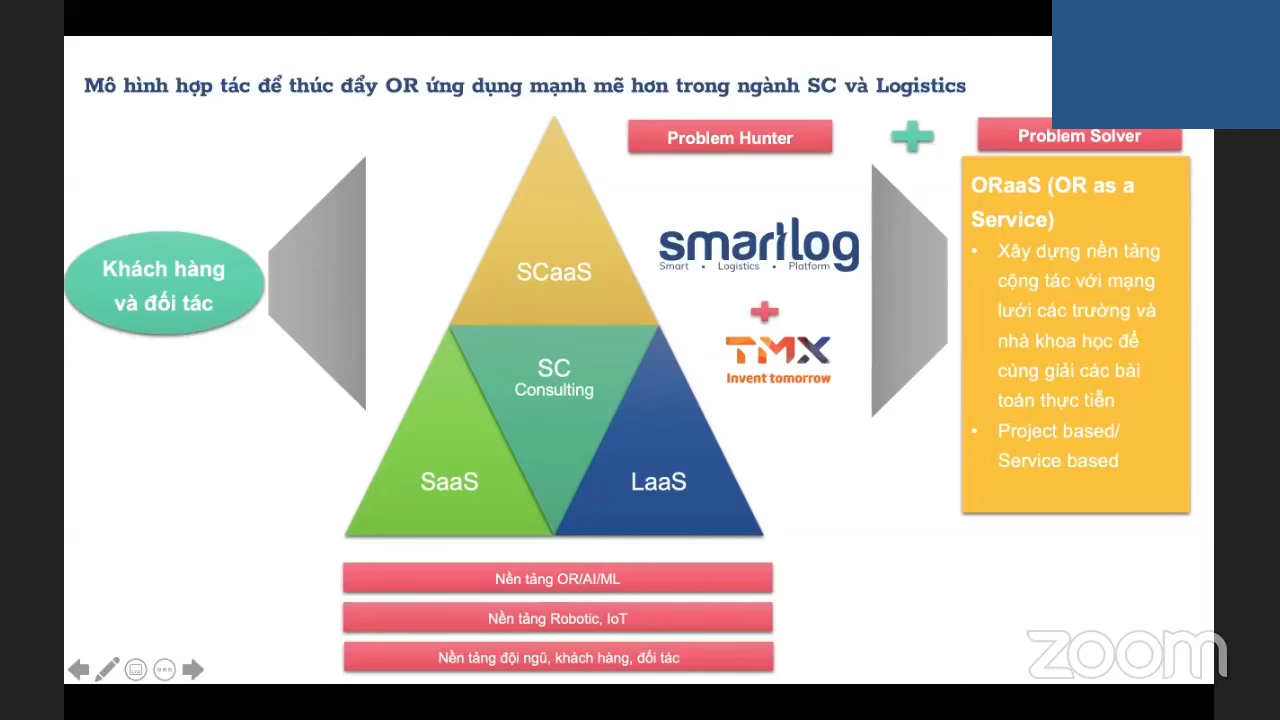 Mô hình hợp tác để thúc đẩy OR ứng dụng mạnh mẽ hơn trong ngành SC và Logistics
Problem Hunter
Problem Solver
Khách hàng
và đối tác
SCaaS
SC
Consulting
SaaS
LaaS
smartlog
Smart • Logistics • Platform
TMX
Invent tomorrow
ORaaS (OR as a
Service)
• Xây dựng nền tảng
cộng tác với mạng
lưới các trường và
nhà khoa học để
cùng giải các bài
toán thực tiễn
• Project based/
Service based
Nền tảng OR/AI/ML
Nền tảng Robotic, IoT
Nền tảng đội ngũ, khách hàng, đối tác
zoom